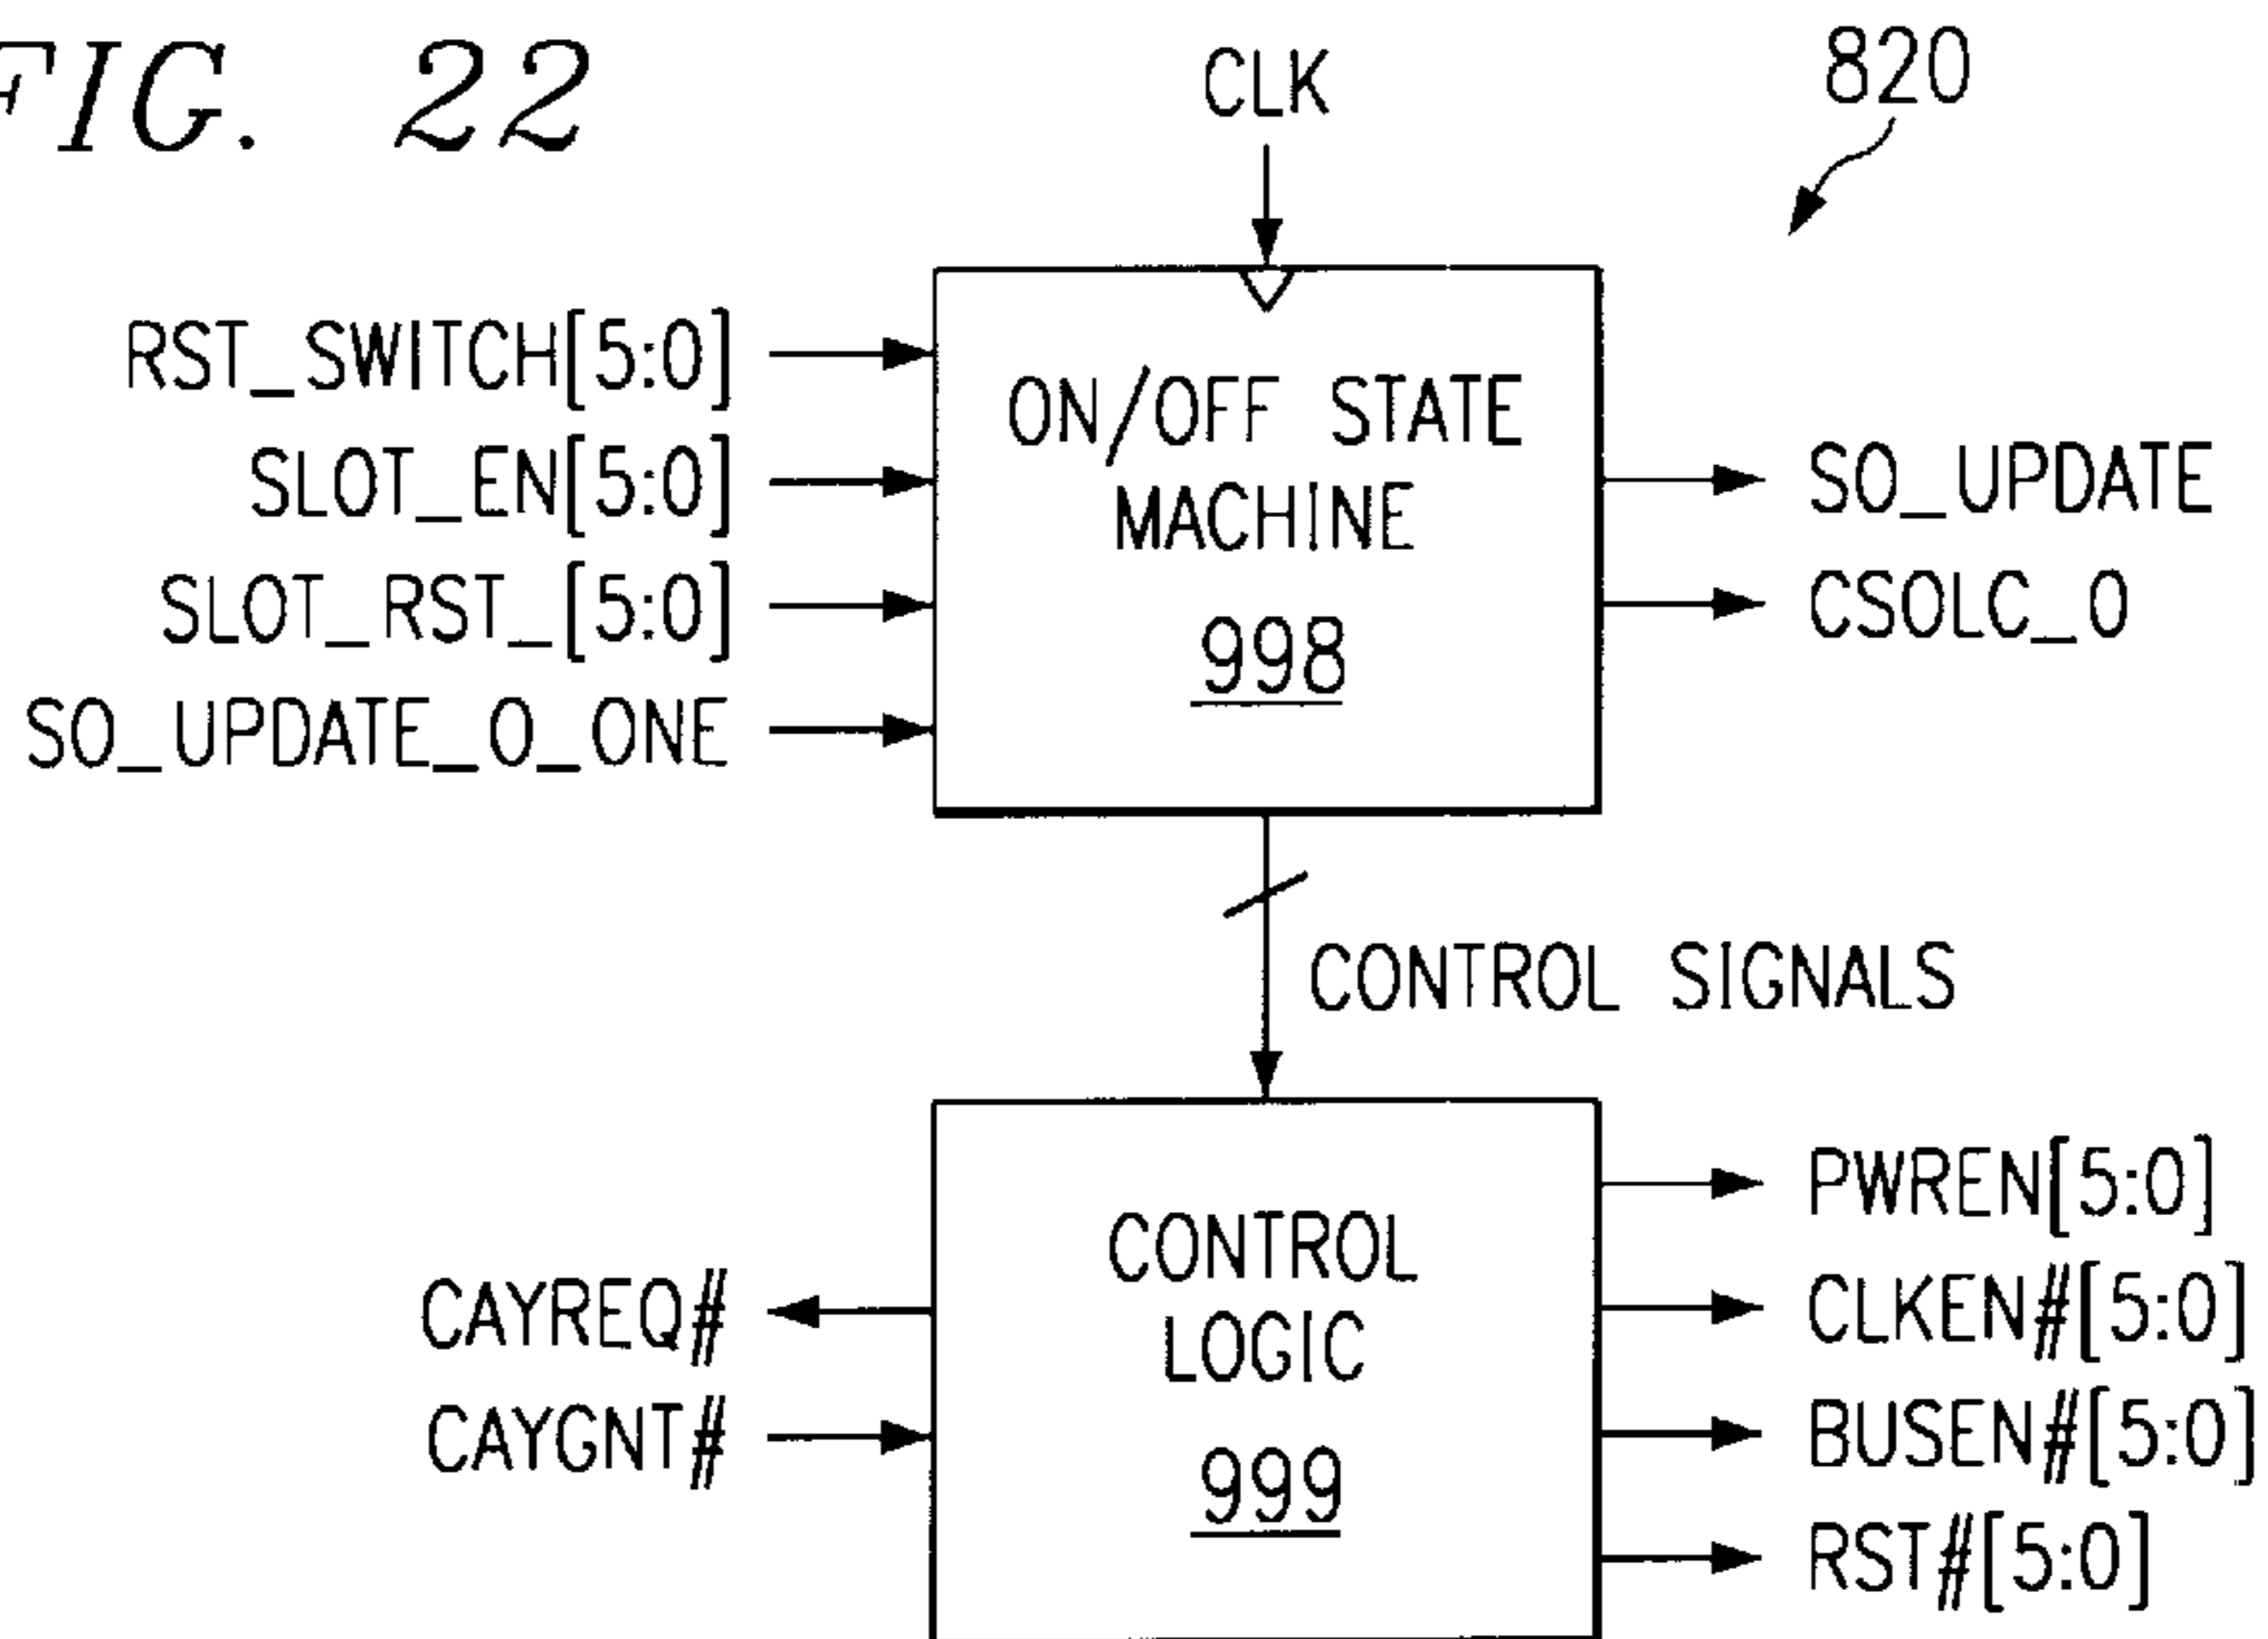 FIG. 22
CLK
820
RST_SWITCH[5:0]
SLOT_EN[5:0]
SLOT_RST_[5:0]
SO_UPDATE_O_ONE
ON/OFF STATE
MACHINE
998
SO_UPDATE
CSOLC_O
CONTROL SIGNALS
CAYREQ#
CAYGNT#
CONTROL
LOGIC
999
PWREN[5:0]
CLKEN#[5:0]
BUSEN#[5:0]
RST#[5:0]